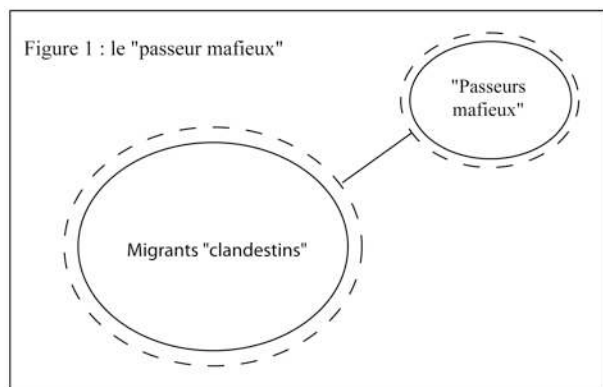 Figure 1 : le "passeur mafieux"
"Passeurs
mafieux"
Migrants "clandestins"